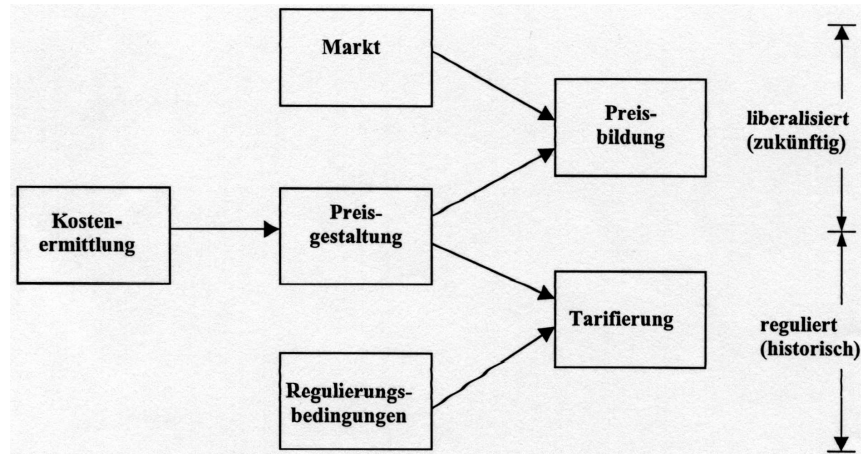 Markt
Preis-
bildung
liberalisiert
(zukünftig)
Kosten-
ermittlung
Preis-
gestaltung
Tarifierung
reguliert
(historisch)
Regulierungs-
bedingungen